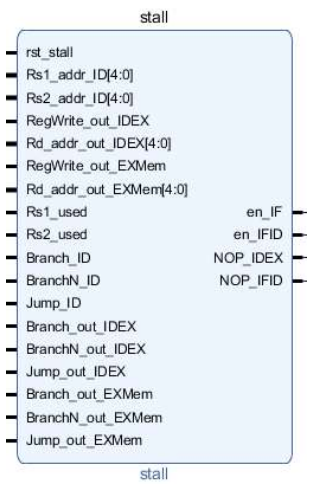 stall
rst_stall
Rs1_addr_ID[4:0]
Rs2_addr_ID[4:0]
RegWrite_out_IDEX
Rd_addr_out_IDEX[4:0]
RegWrite_out_EXMem
Rd_addr_out_EXMem[4:0]
Rs1_used
Rs2_used
Branch_ID
BranchN_ID
Jump_ID
Branch_out_IDEX
BranchN_out_IDEX
Jump_out_IDEX
Branch_out_EXMem
BranchN_out_EXMem
Jump_out_EXMem
en_IF
en_IFID
NOP_IDEX
NOP_IFID
stall